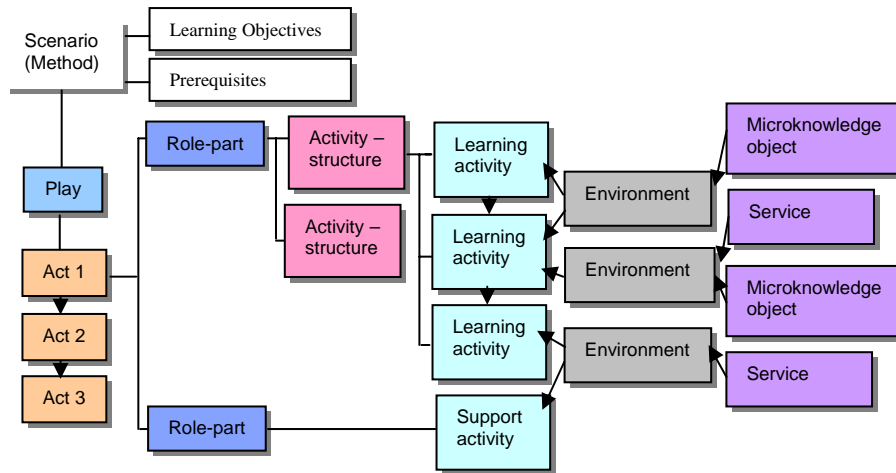 Scenario
(Method)
Learning Objectives
Prerequisites
Play
Act 1
Act 2
Act 3
Role-part
Role-part
Activity –
structure
Activity –
structure
Learning
activity
Learning
activity
Learning
activity
Support
activity
Environment
Environment
Environment
Microknowledge
object
Service
Microknowledge
object
Service